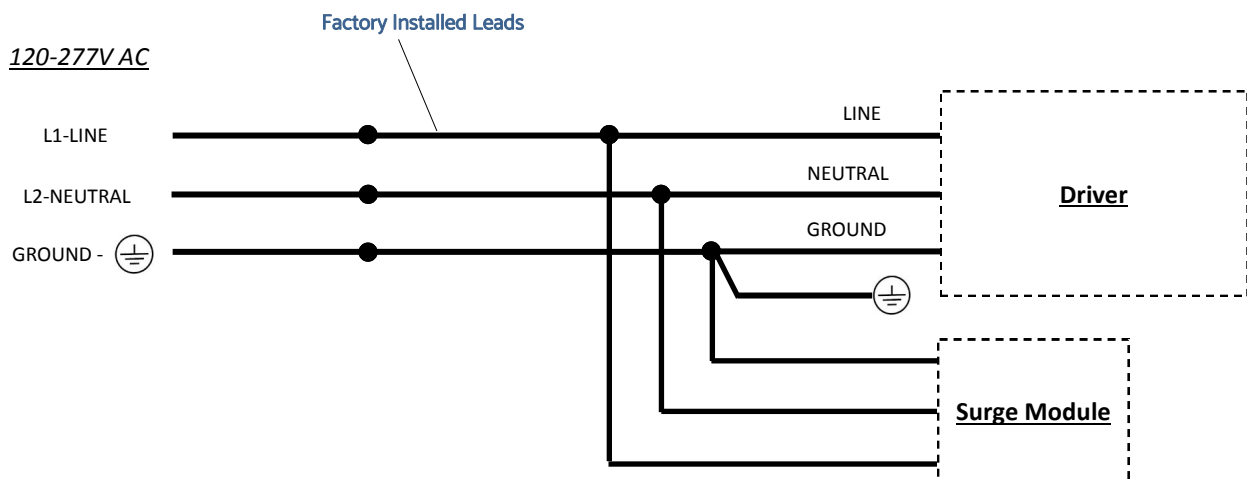 Factory Installed Leads
120-277V AC
L1-LINE
LINE
L2-NEUTRAL
NEUTRAL
Driver
GROUND -
GROUND
Surge Module